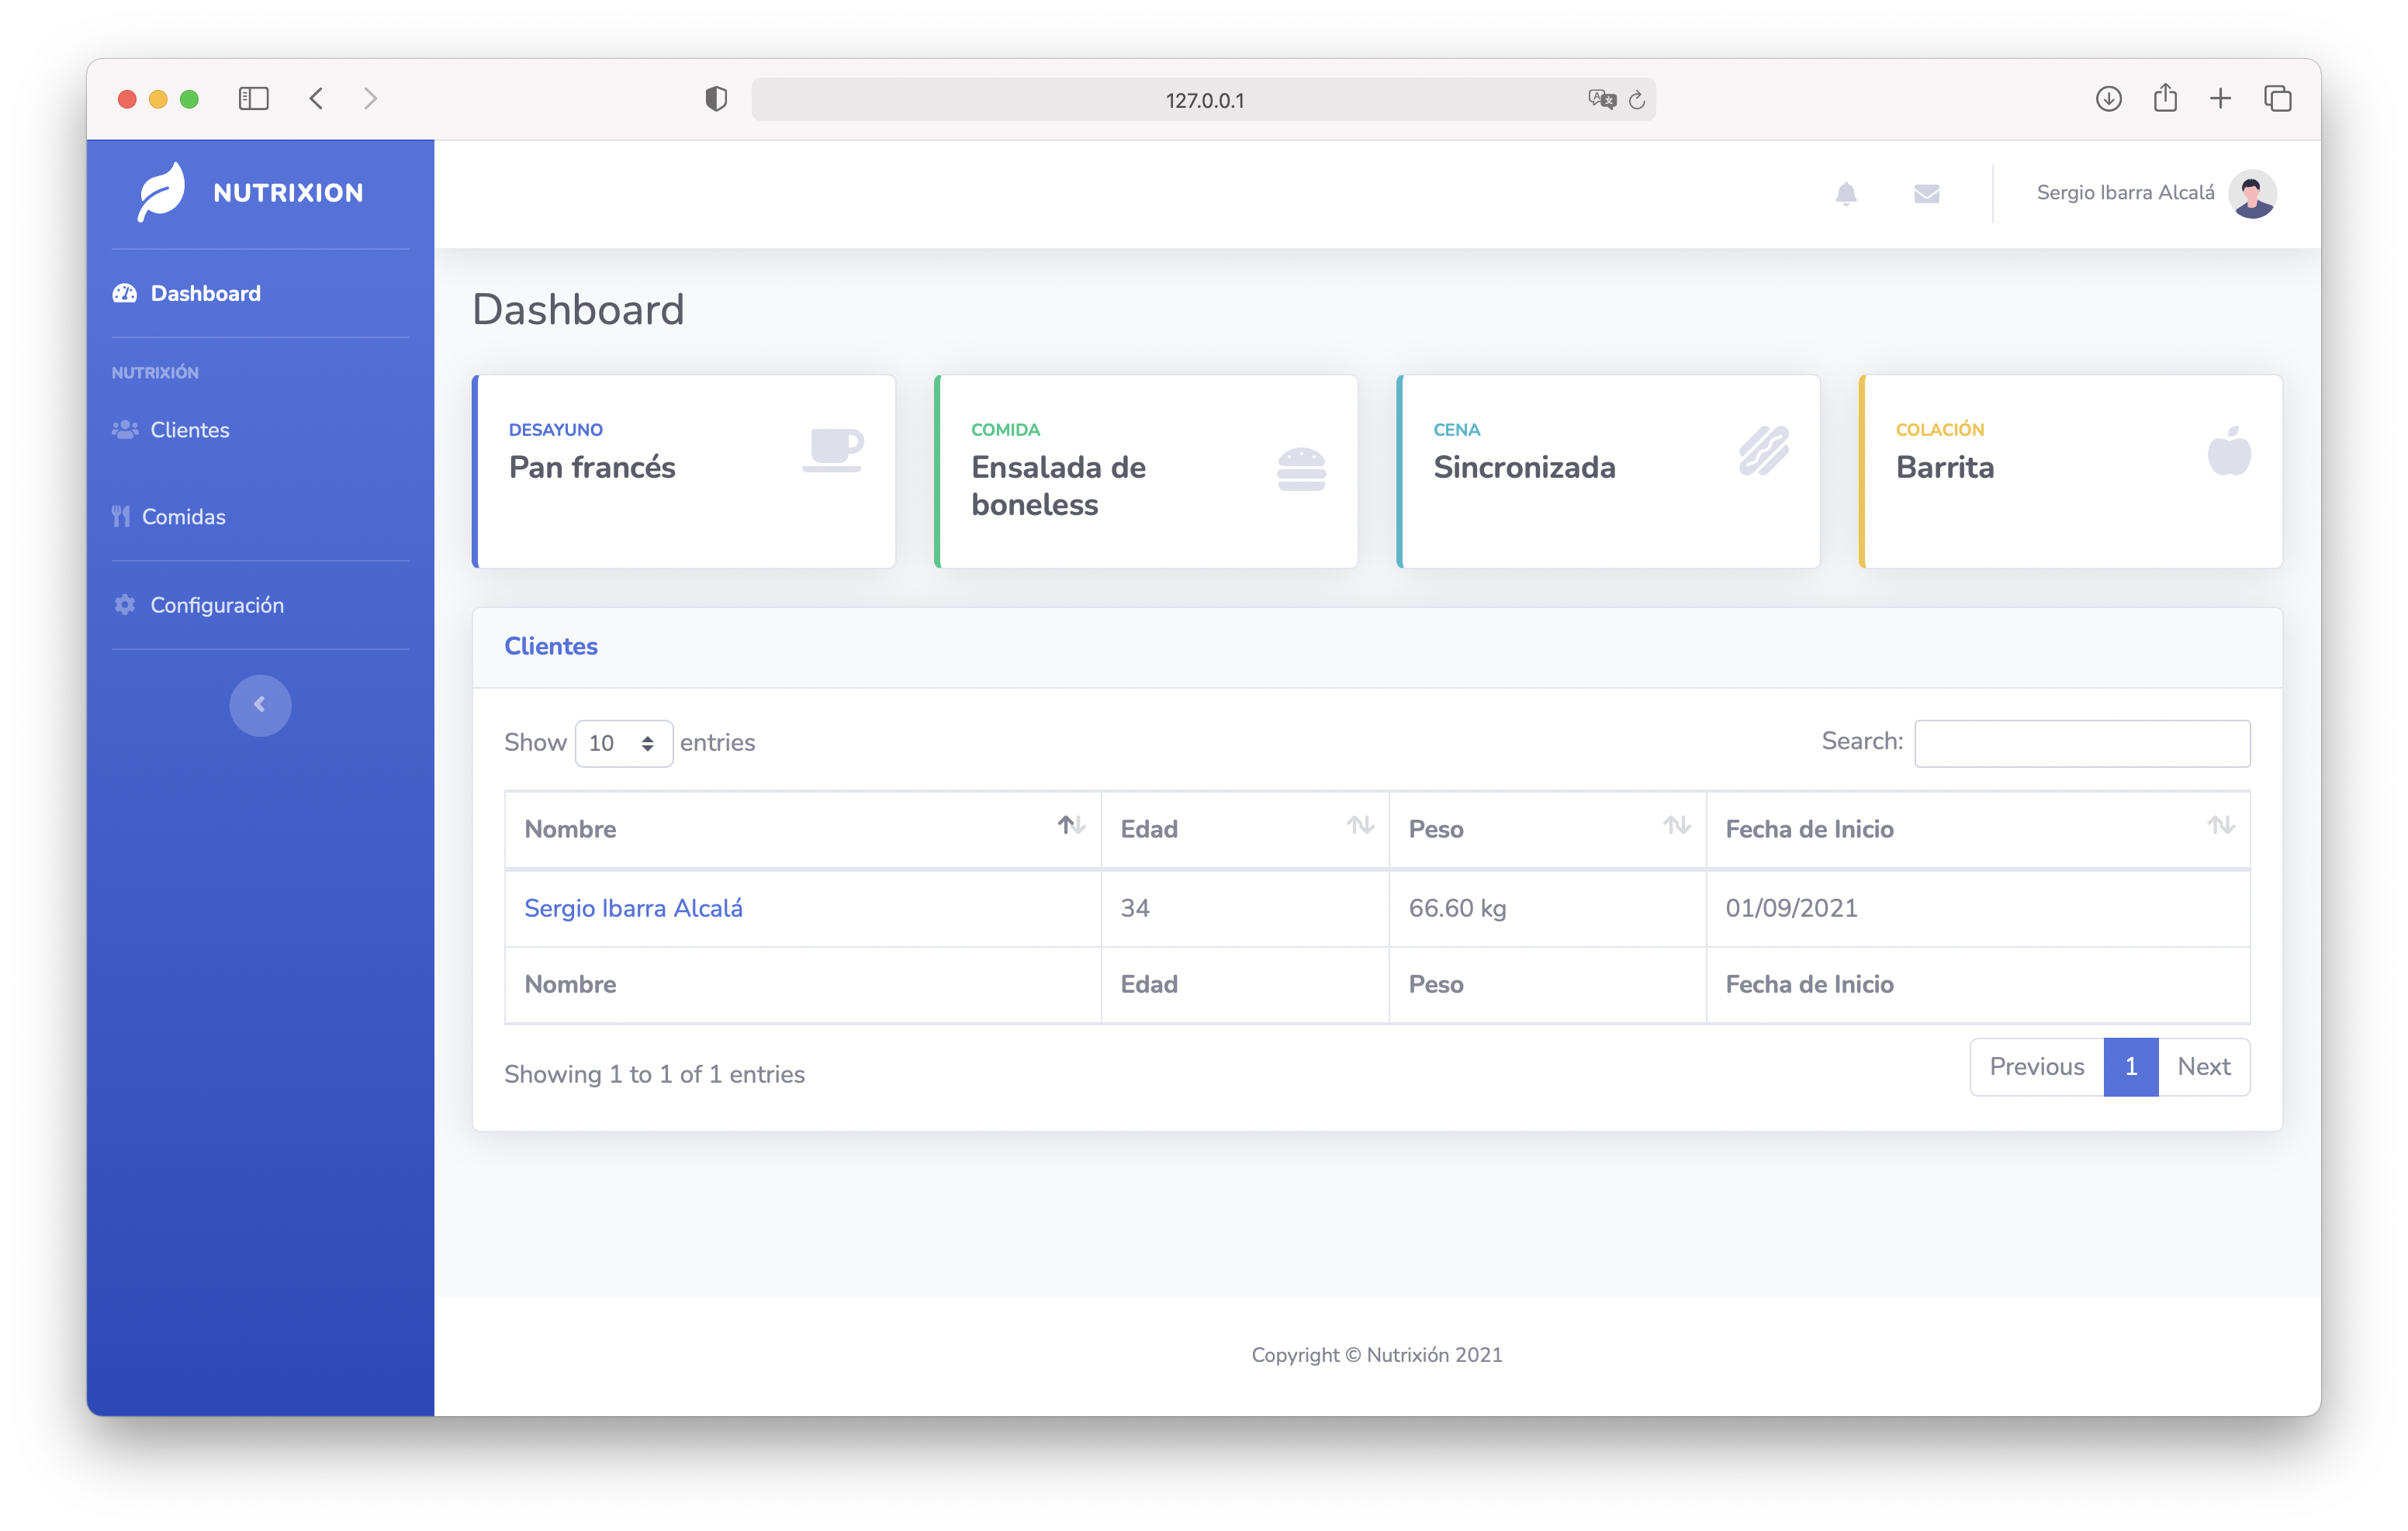 127.0.0.1
NUTRIXION
Sergio Ibarra Alcalá
Dashboard
NUTRIXIÓN
Clientes
Comidas
Configuración
Dashboard
DESAYUNO
Pan francés
COMIDA
Ensalada de
boneless
CENA
Sincronizada
COLACIÓN
Barrita
Clientes
Show 10 entries
Search:
Nombre Edad Peso Fecha de Inicio
Sergio Ibarra Alcalá 34 66.60 kg 01/09/2021
Nombre Edad Peso Fecha de Inicio
Showing 1 to 1 of 1 entries
Previous 1 Next
Copyright © Nutrixión 2021